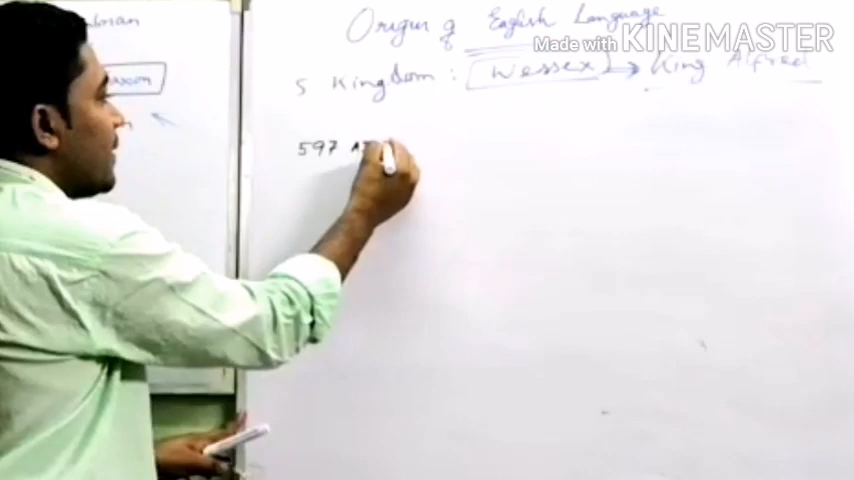 Origin of English Language
Made with KINEMASTER
5 Kingdom : Wessex → King Alfred
597 A